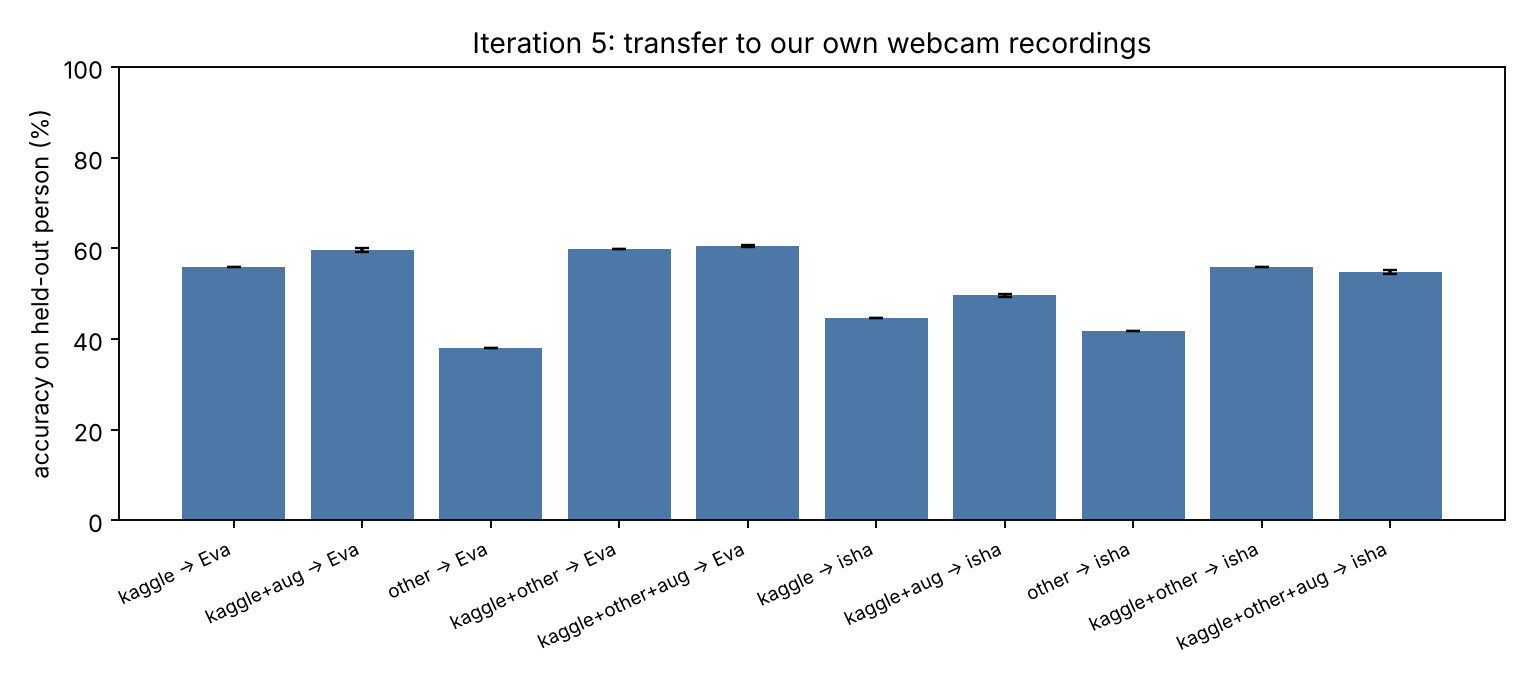 Iteration 5: transfer to our own webcam recordings
accuracy on held-out person (%)
100
80
60
40
20
0
kaggle → Eva
kaggle+aug → Eva
other → Eva
kaggle+other → Eva
kaggle+other+aug → Eva
kaggle → isha
kaggle+aug → isha
other → isha
kaggle+other → isha
kaggle+other+aug → isha